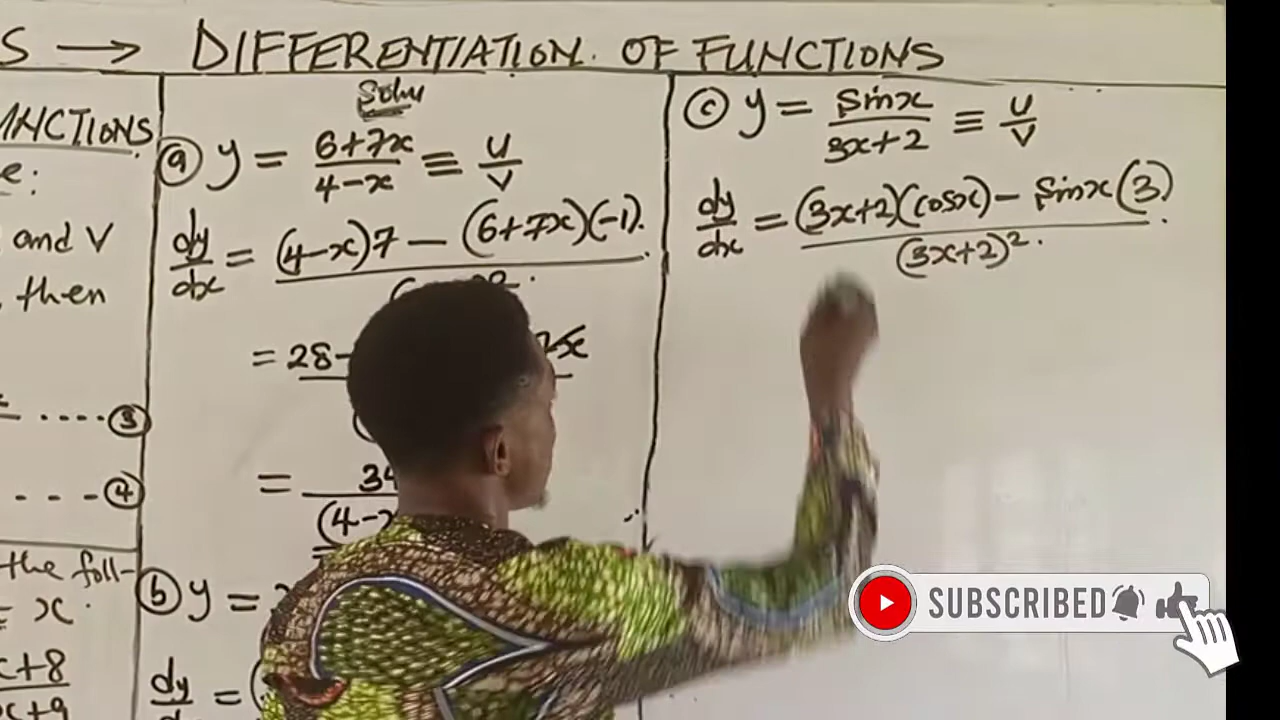 S → DIFFERENTIATION OF FUNCTIONS
NCTIONS
e:
and V
then
.... ③
- - - - ④
the foll-
= x.
x+8
x+9
Solu
ⓐ y = 6+7x / 4-x ≡ U/V
dy/dx = (4-x)7 - (6+7x)(-1).
= 28-
= 34
(4-x
ⓑ y =
dy = (
ⓒ y = sinx / 3x+2 ≡ U/V
dy/dx = (3x+2)(cosx) - sinx(3). / (3x+2)².
SUBSCRIBED